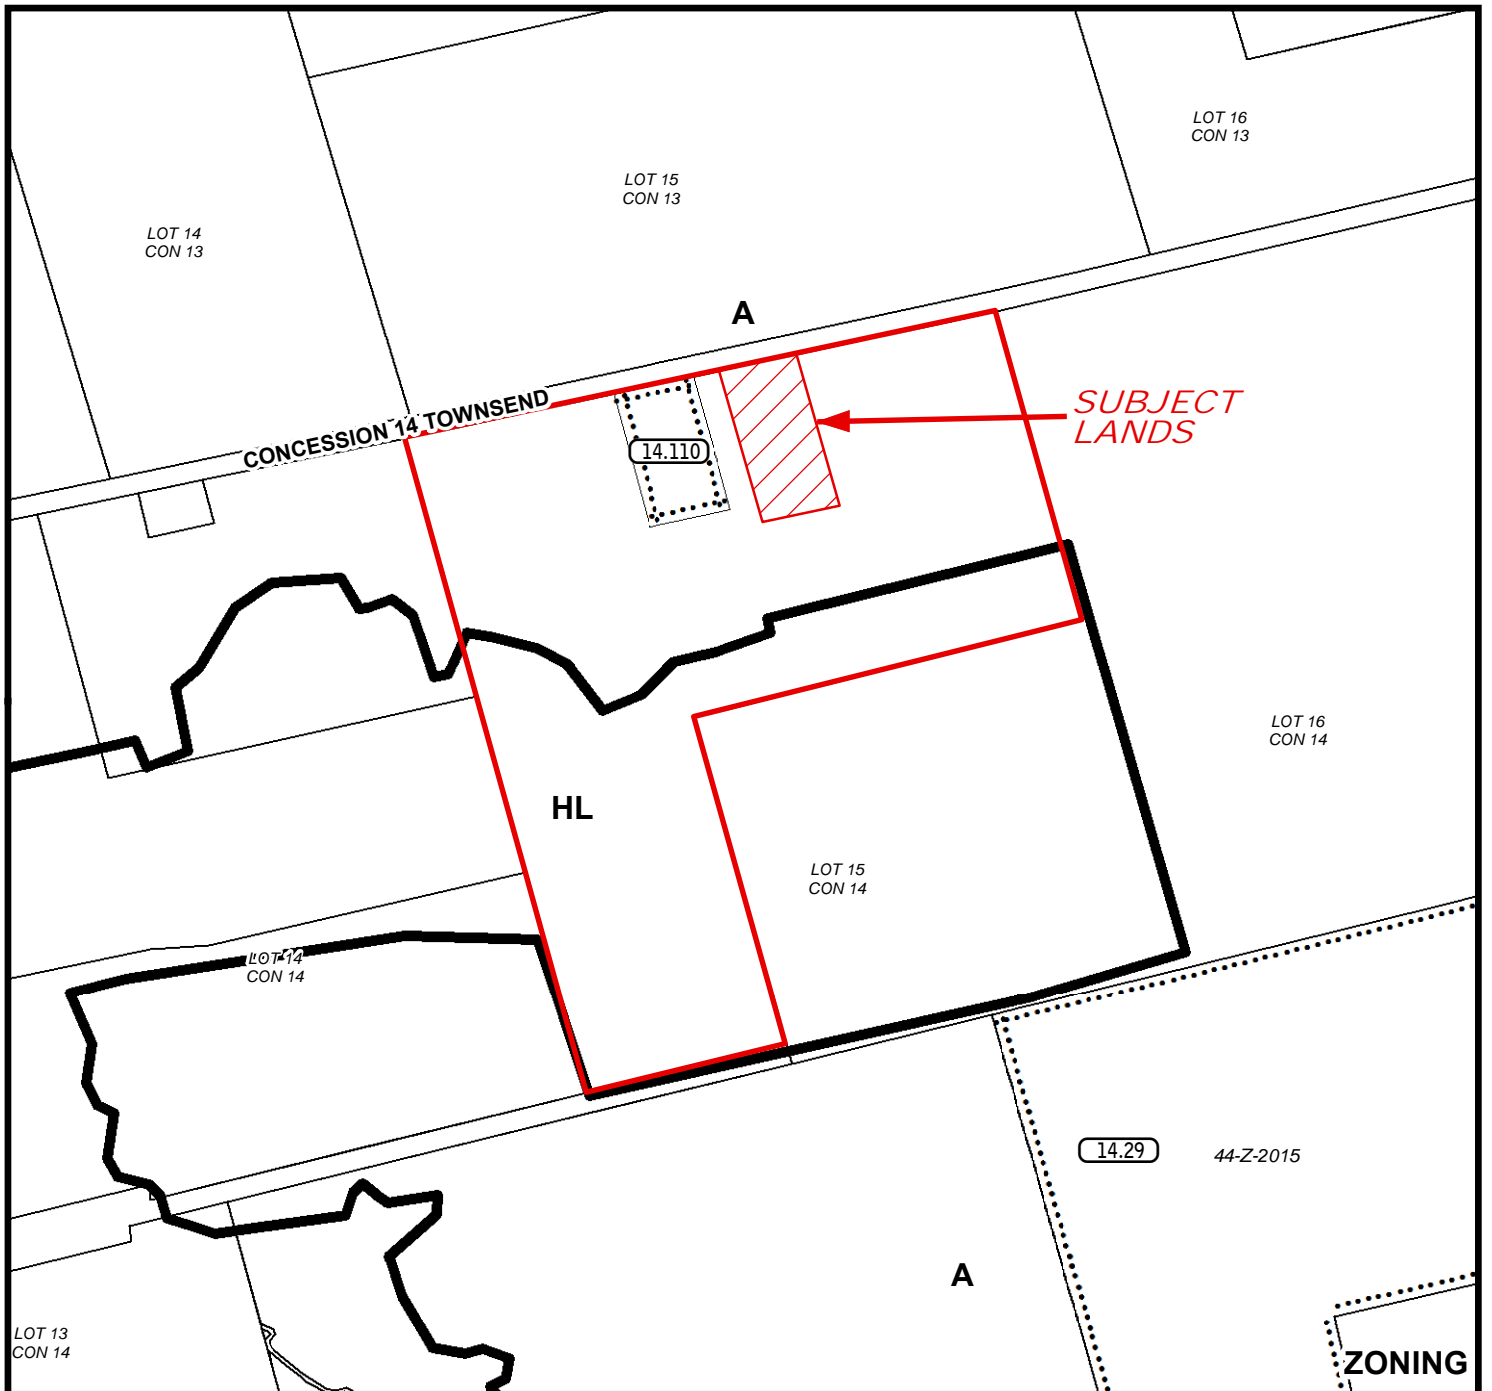 LOT 16
CON 13
LOT 15
CON 13
LOT 14
CON 13
A
CONCESSION 14 TOWNSEND
SUBJECT
LANDS
14.110
LOT 16
CON 14
HL
LOT 15
CON 14
LOT 14
CON 14
14.29
44-Z-2015
A
LOT 13
CON 14
ZONING